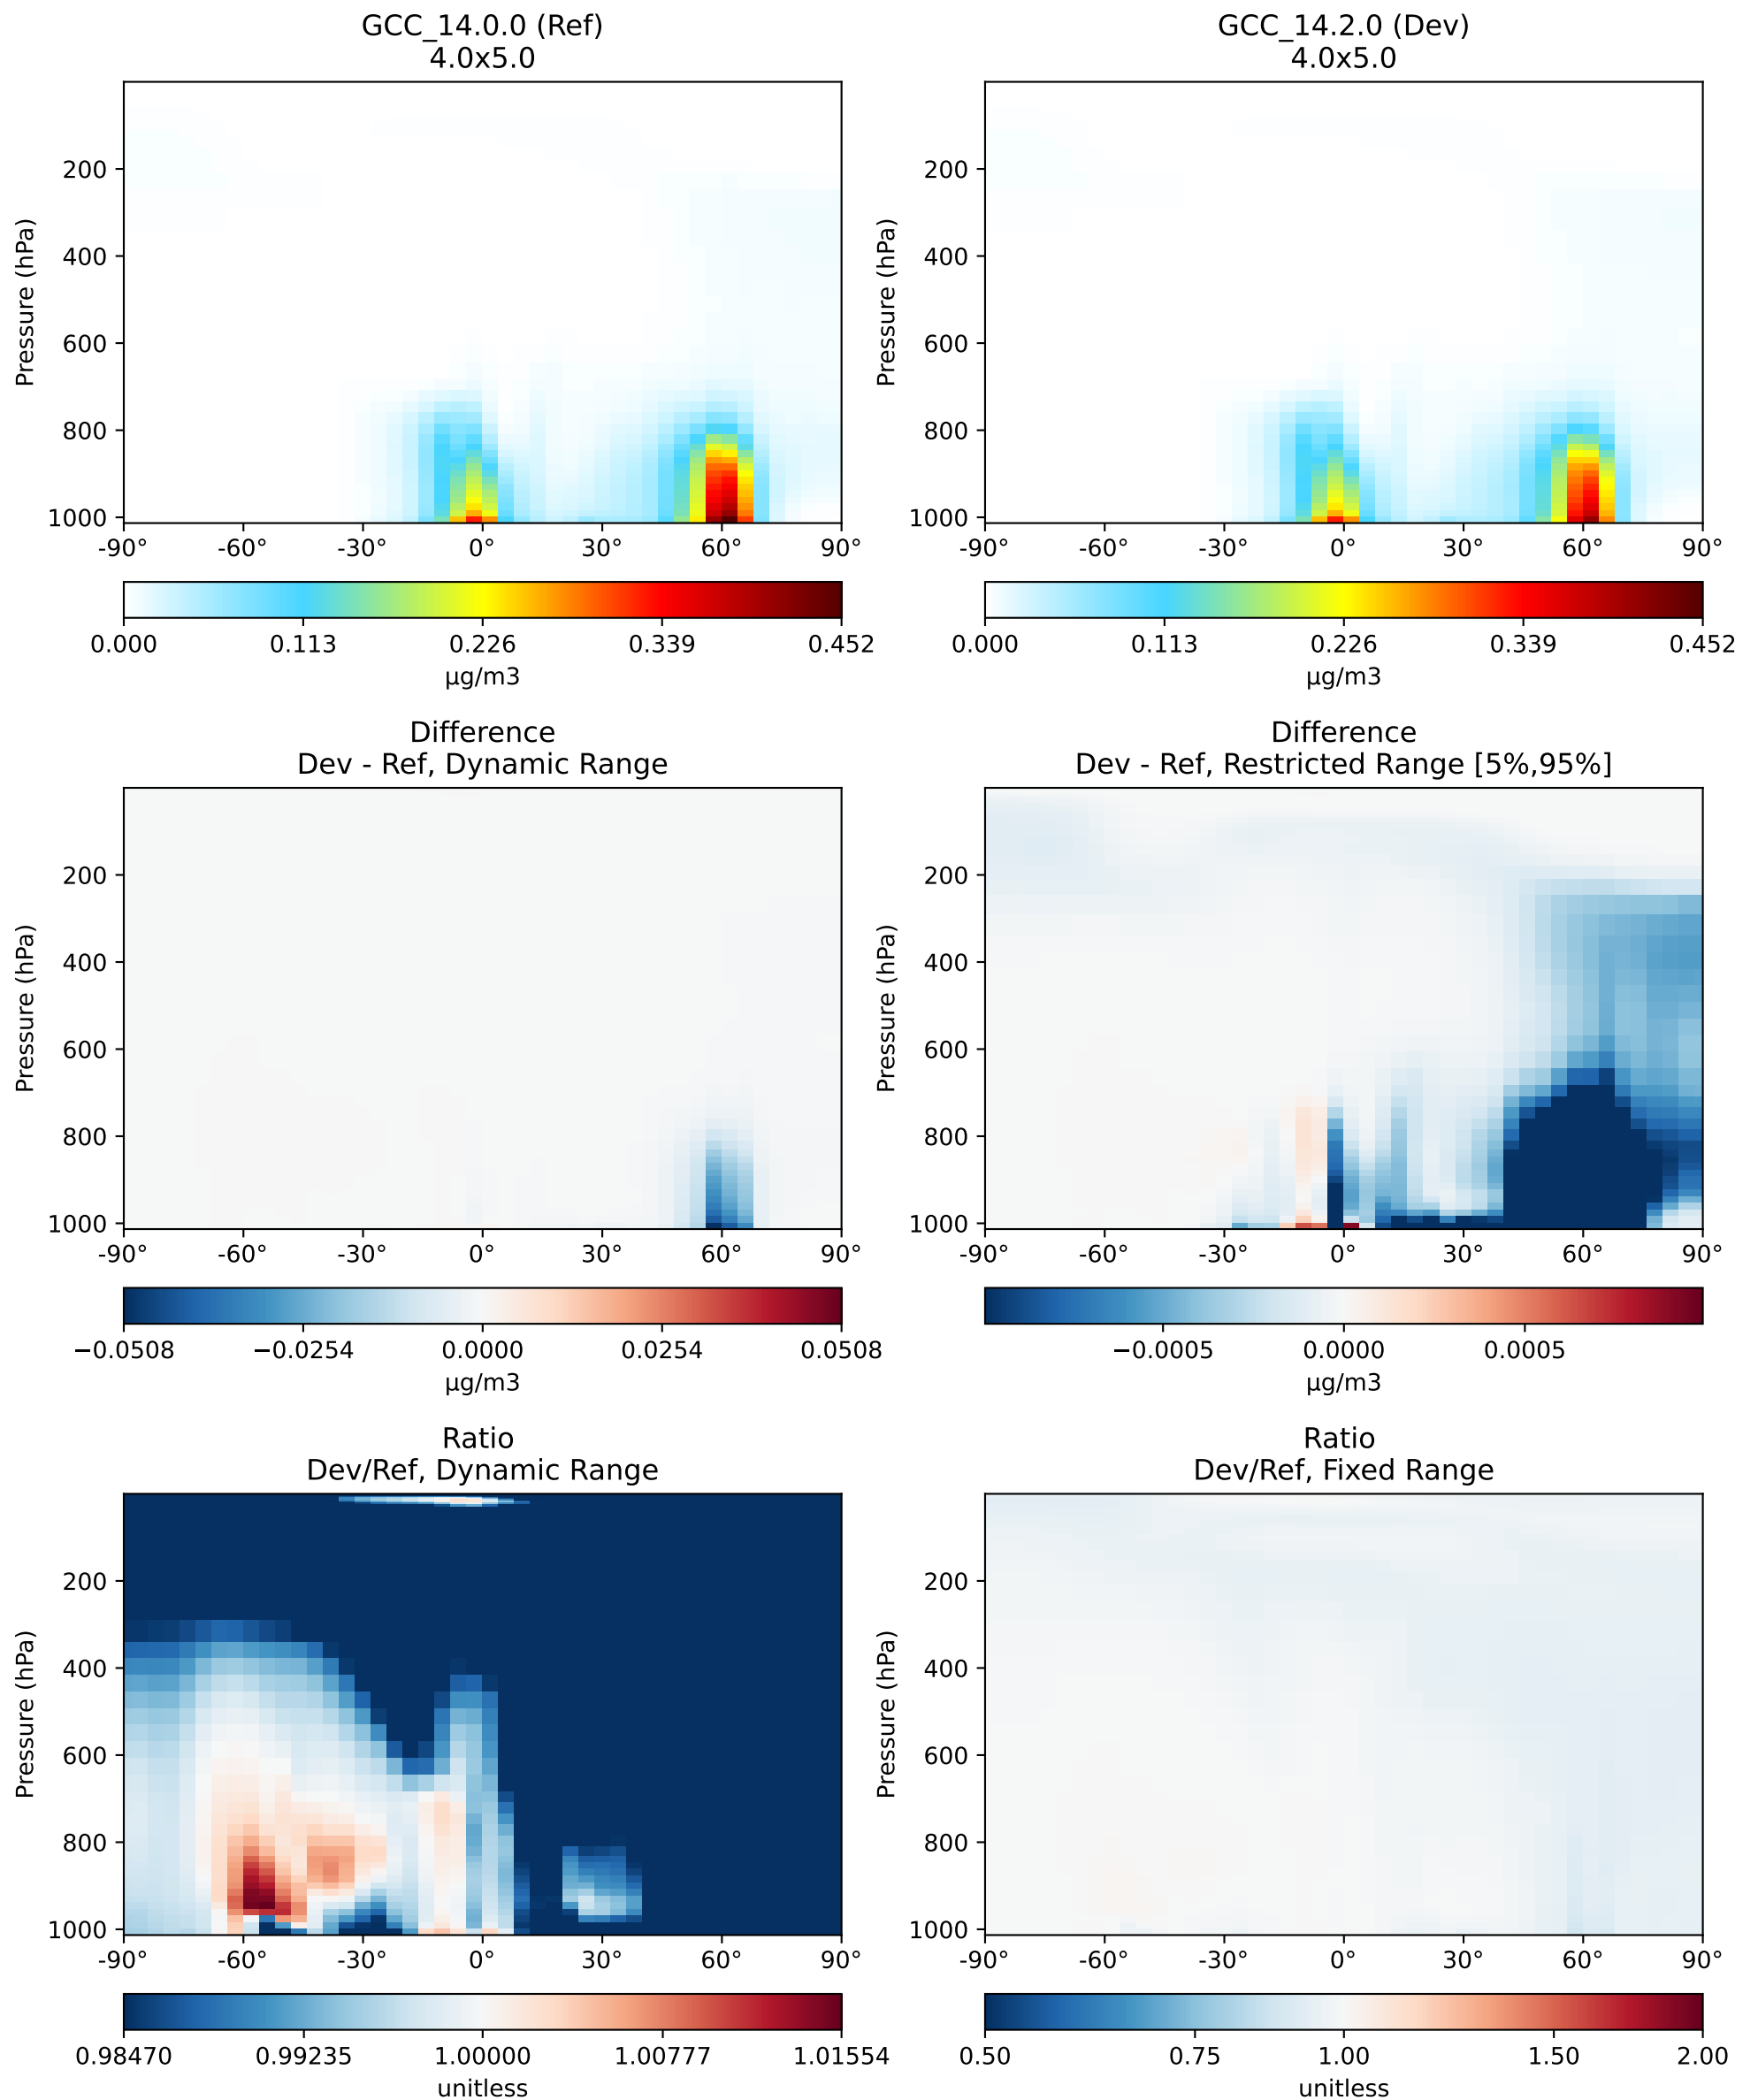 GCC_14.0.0 (Ref)
4.0x5.0
Pressure (hPa)
200
400
600
800
1000
-90° -60° -30° 0° 30° 60° 90°
0.000 0.113 0.226 0.339 0.452
µg/m3
GCC_14.2.0 (Dev)
4.0x5.0
Pressure (hPa)
200
400
600
800
1000
-90° -60° -30° 0° 30° 60° 90°
0.000 0.113 0.226 0.339 0.452
µg/m3
Difference
Dev - Ref, Dynamic Range
Pressure (hPa)
200
400
600
800
1000
-90° -60° -30° 0° 30° 60° 90°
−0.0508 −0.0254 0.0000 0.0254 0.0508
µg/m3
Difference
Dev - Ref, Restricted Range [5%,95%]
Pressure (hPa)
200
400
600
800
1000
-90° -60° -30° 0° 30° 60° 90°
−0.0005 0.0000 0.0005
µg/m3
Ratio
Dev/Ref, Dynamic Range
Pressure (hPa)
200
400
600
800
1000
-90° -60° -30° 0° 30° 60° 90°
0.98470 0.99235 1.00000 1.00777 1.01554
unitless
Ratio
Dev/Ref, Fixed Range
Pressure (hPa)
200
400
600
800
1000
-90° -60° -30° 0° 30° 60° 90°
0.50 0.75 1.00 1.50 2.00
unitless